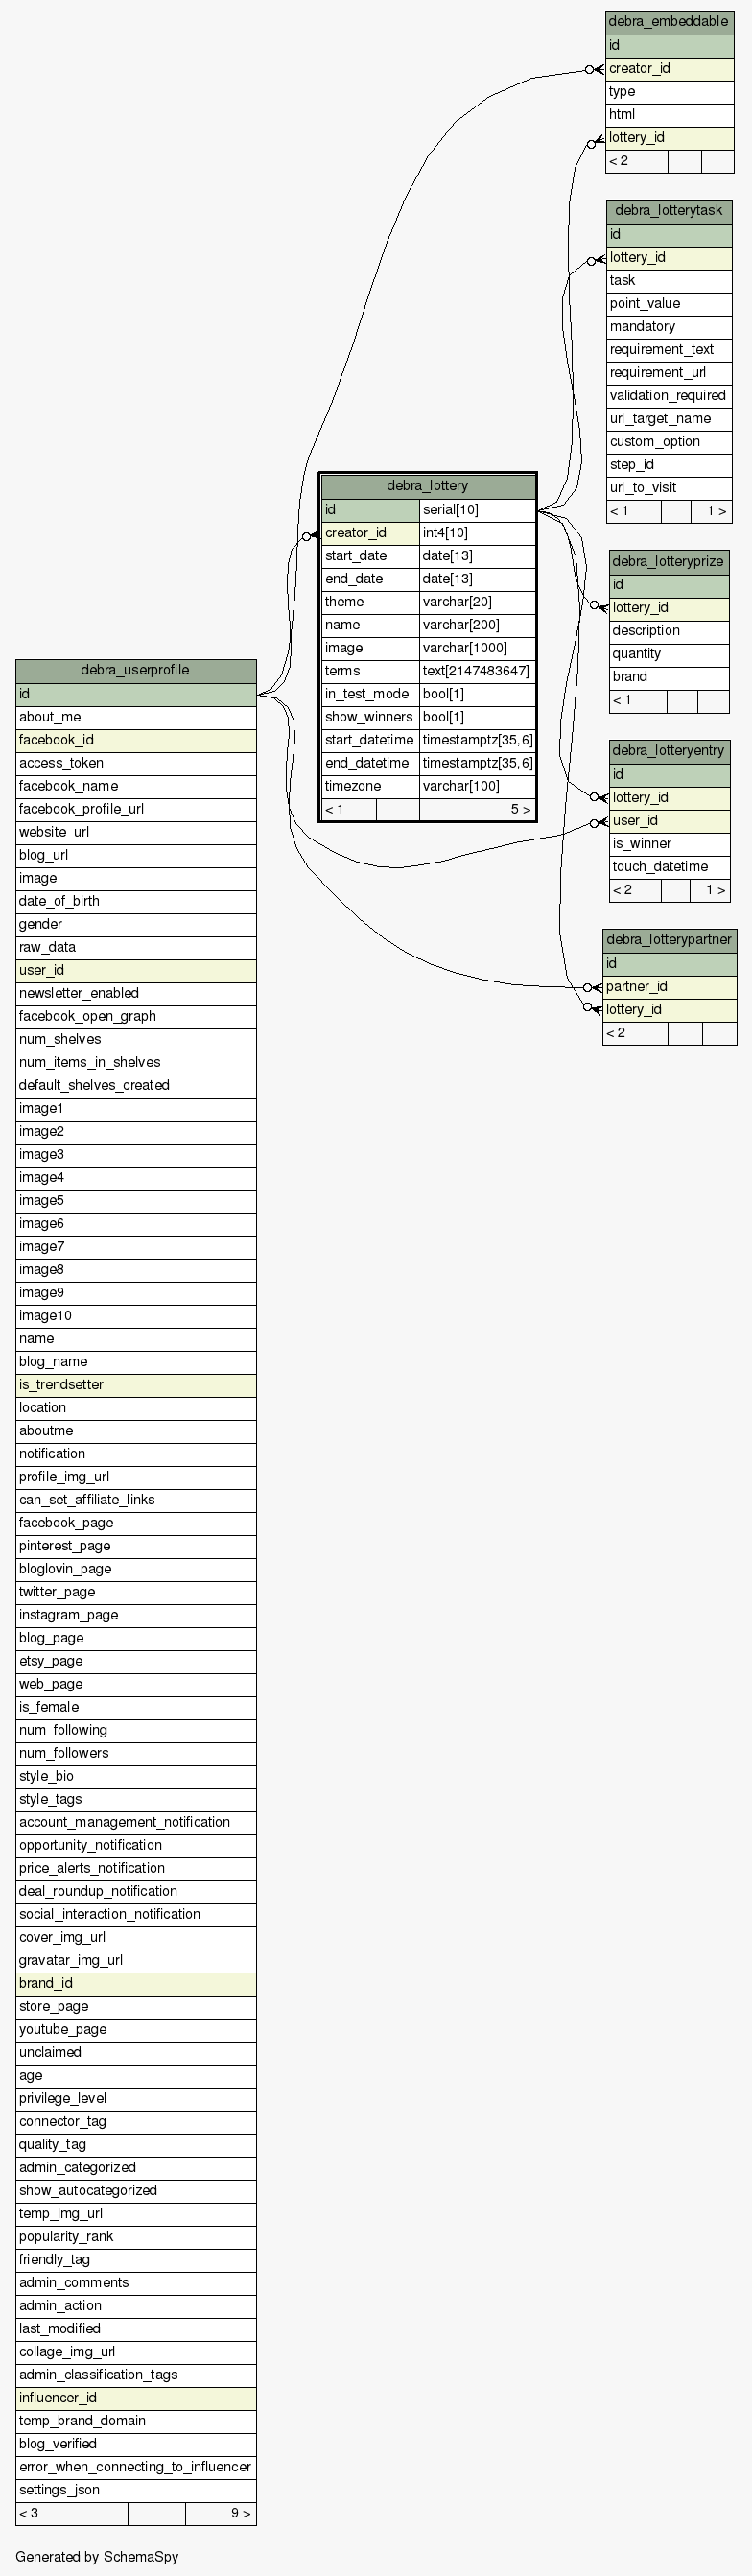 debra_embeddable
id
creator_id
type
html
lottery_id
< 2
debra_lotterytask
id
lottery_id
task
point_value
mandatory
requirement_text
requirement_url
validation_required
url_target_name
custom_option
step_id
url_to_visit
< 1 1 >
debra_lottery
id serial[10]
creator_id int4[10]
start_date date[13]
end_date date[13]
theme varchar[20]
name varchar[200]
image varchar[1000]
terms text[2147483647]
in_test_mode bool[1]
show_winners bool[1]
start_datetime timestamptz[35,6]
end_datetime timestamptz[35,6]
timezone varchar[100]
< 1 5 >
debra_lotteryprize
id
lottery_id
description
quantity
brand
< 1
debra_lotteryentry
id
lottery_id
user_id
is_winner
touch_datetime
< 2 1 >
debra_lotterypartner
id
partner_id
lottery_id
< 2
debra_userprofile
id
about_me
facebook_id
access_token
facebook_name
facebook_profile_url
website_url
blog_url
image
date_of_birth
gender
raw_data
user_id
newsletter_enabled
facebook_open_graph
num_shelves
num_items_in_shelves
default_shelves_created
image1
image2
image3
image4
image5
image6
image7
image8
image9
image10
name
blog_name
is_trendsetter
location
aboutme
notification
profile_img_url
can_set_affiliate_links
facebook_page
pinterest_page
bloglovin_page
twitter_page
instagram_page
blog_page
etsy_page
web_page
is_female
num_following
num_followers
style_bio
style_tags
account_management_notification
opportunity_notification
price_alerts_notification
deal_roundup_notification
social_interaction_notification
cover_img_url
gravatar_img_url
brand_id
store_page
youtube_page
unclaimed
age
privilege_level
connector_tag
quality_tag
admin_categorized
show_autocategorized
temp_img_url
popularity_rank
friendly_tag
admin_comments
admin_action
last_modified
collage_img_url
admin_classification_tags
influencer_id
temp_brand_domain
blog_verified
error_when_connecting_to_influencer
settings_json
< 3 9 >
Generated by SchemaSpy